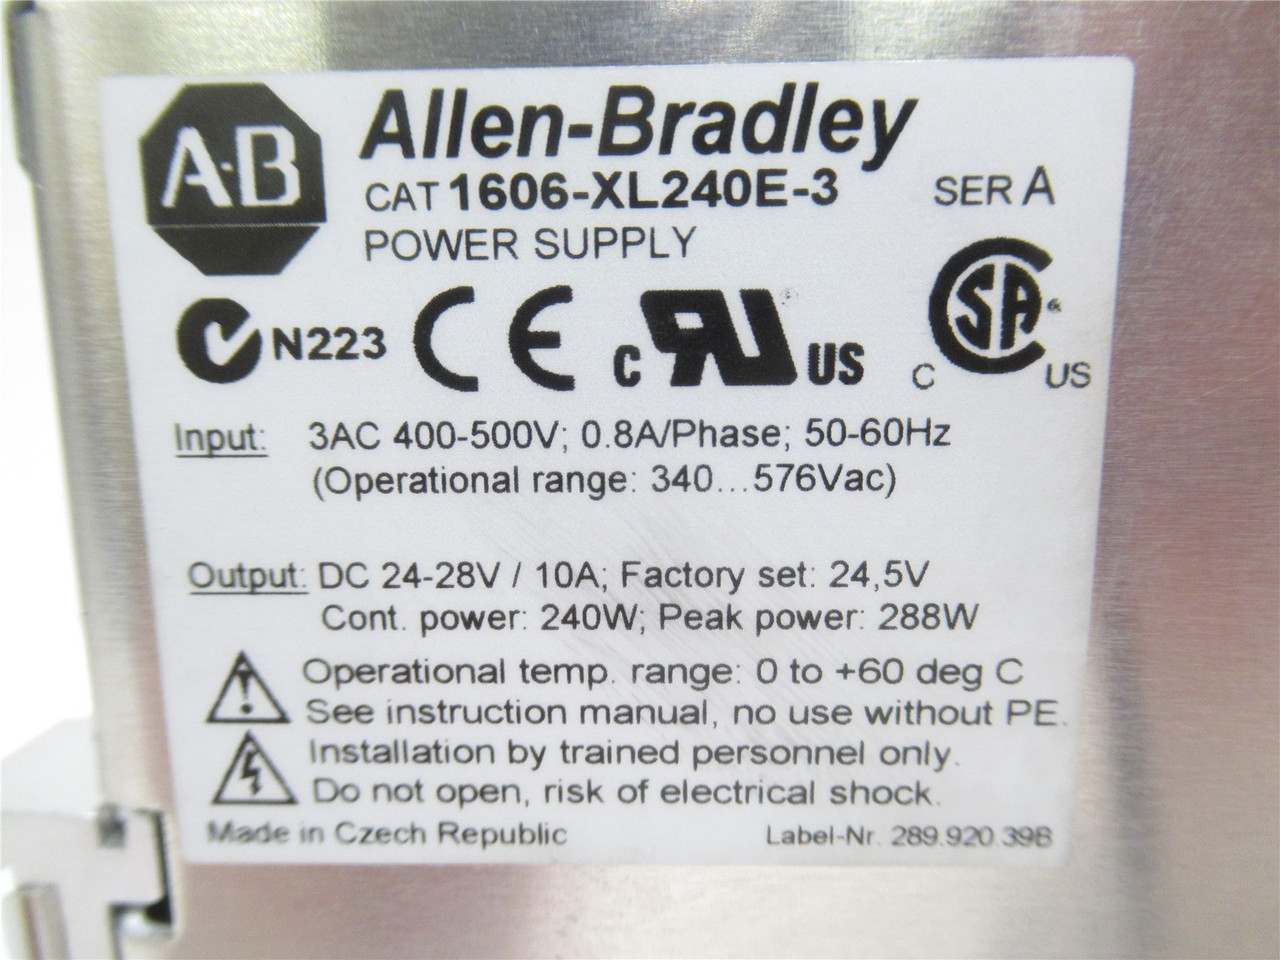 A-B Allen-Bradley
CAT 1606-XL240E-3 SER A
POWER SUPPLY
N223 CE c RU US C SA & US
Input: 3AC 400-500V; 0.8A/Phase; 50-60Hz
(Operational range: 340...576Vac)
Output: DC 24-28V / 10A; Factory set: 24,5V
Cont. power: 240W; Peak power: 288W
Operational temp. range: 0 to +60 deg C
See instruction manual, no use without PE.
Installation by trained personnel only.
Do not open, risk of electrical shock.
Made in Czech Republic Label-Nr. 289.920.39B